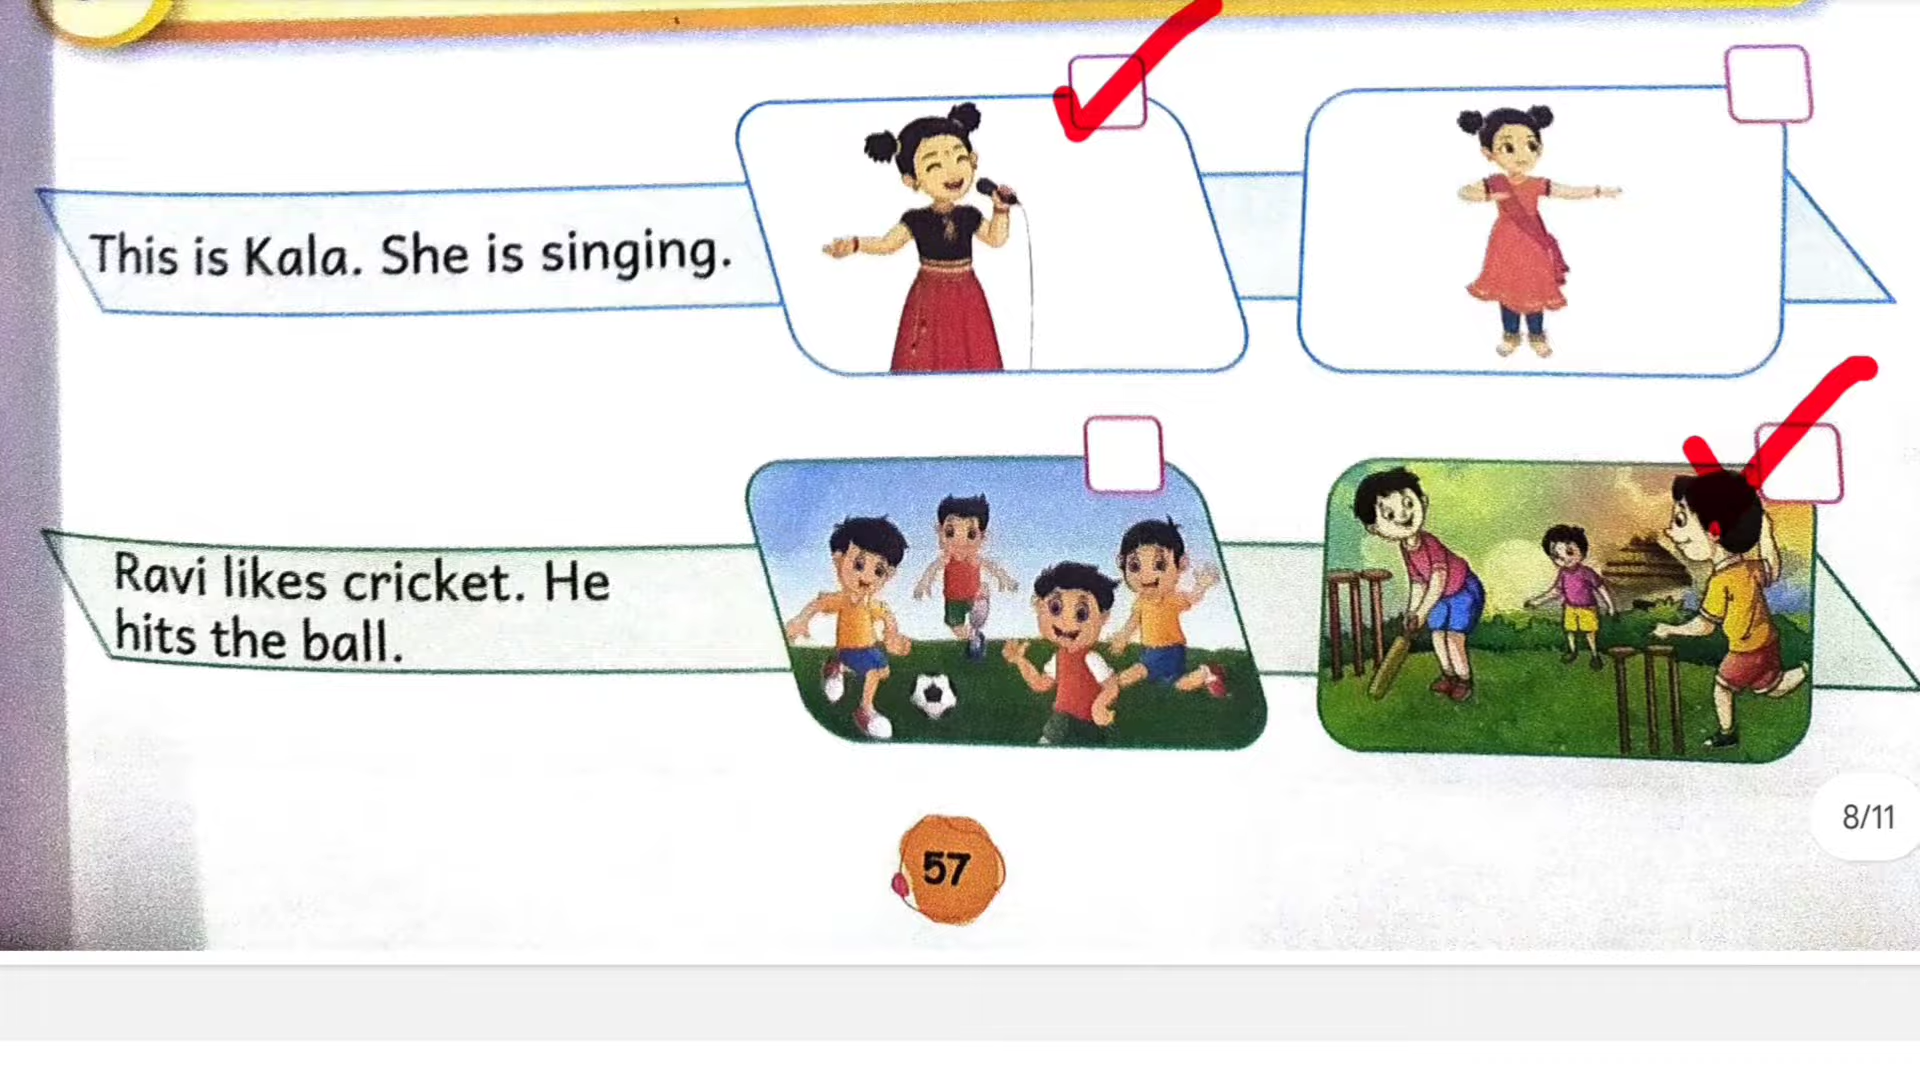 This is Kala. She is singing.
Ravi likes cricket. He
hits the ball.
8/11
57